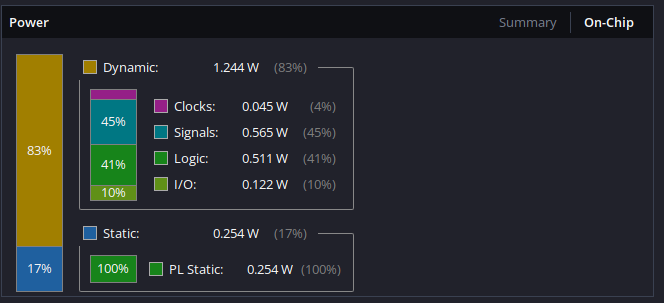 Power Summary On-Chip
Dynamic: 1.244 W (83%)
Clocks: 0.045 W (4%)
45% Signals: 0.565 W (45%)
83% 41% Logic: 0.511 W (41%)
10% I/O: 0.122 W (10%)
Static: 0.254 W (17%)
17% 100% PL Static: 0.254 W (100%)